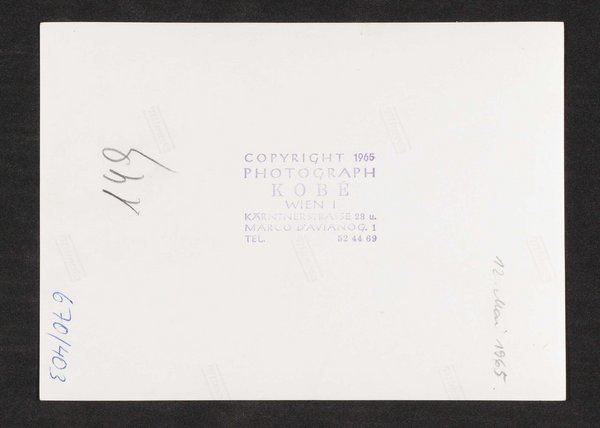 COPYRIGHT 1965
PHOTOGRAPH
KOBÉ
WIEN I.
KÄRNTNERSTRASSE 28 u.
MARCO D'AVIANOG. 1
TEL. 52 44 69
149
670/403
12. Mai 1965.